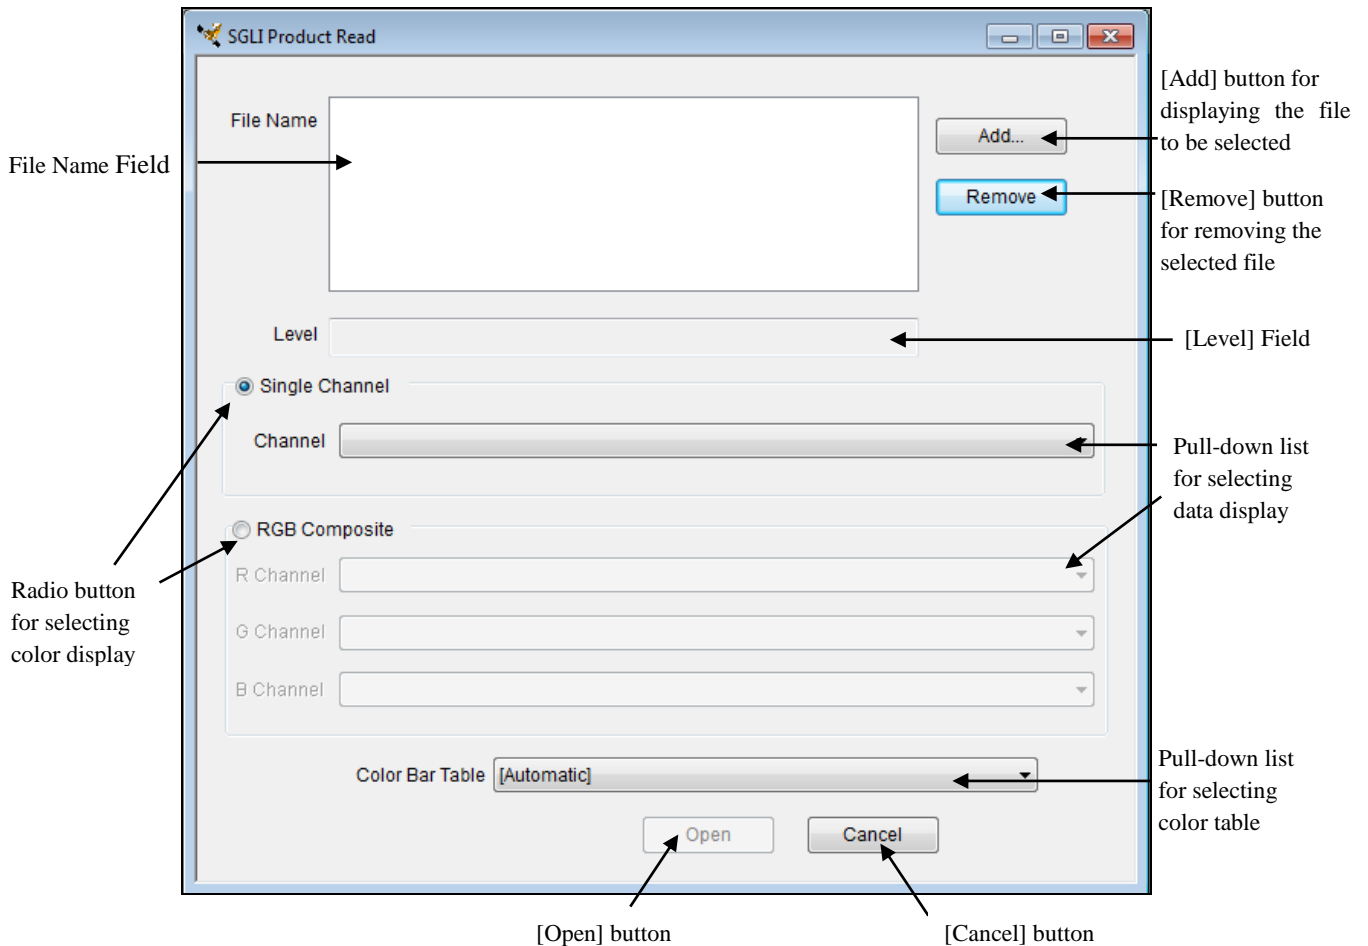 SGLI Product Read
File Name
Add...
Remove
[Add] button for
displaying the file
to be selected
File Name Field
[Remove] button
for removing the
selected file
Level
[Level] Field
Single Channel
Channel
Pull-down list
for selecting
data display
RGB Composite
R Channel
G Channel
B Channel
Radio button
for selecting
color display
Color Bar Table
[Automatic]
Pull-down list
for selecting
color table
Open
Cancel
[Open] button
[Cancel] button